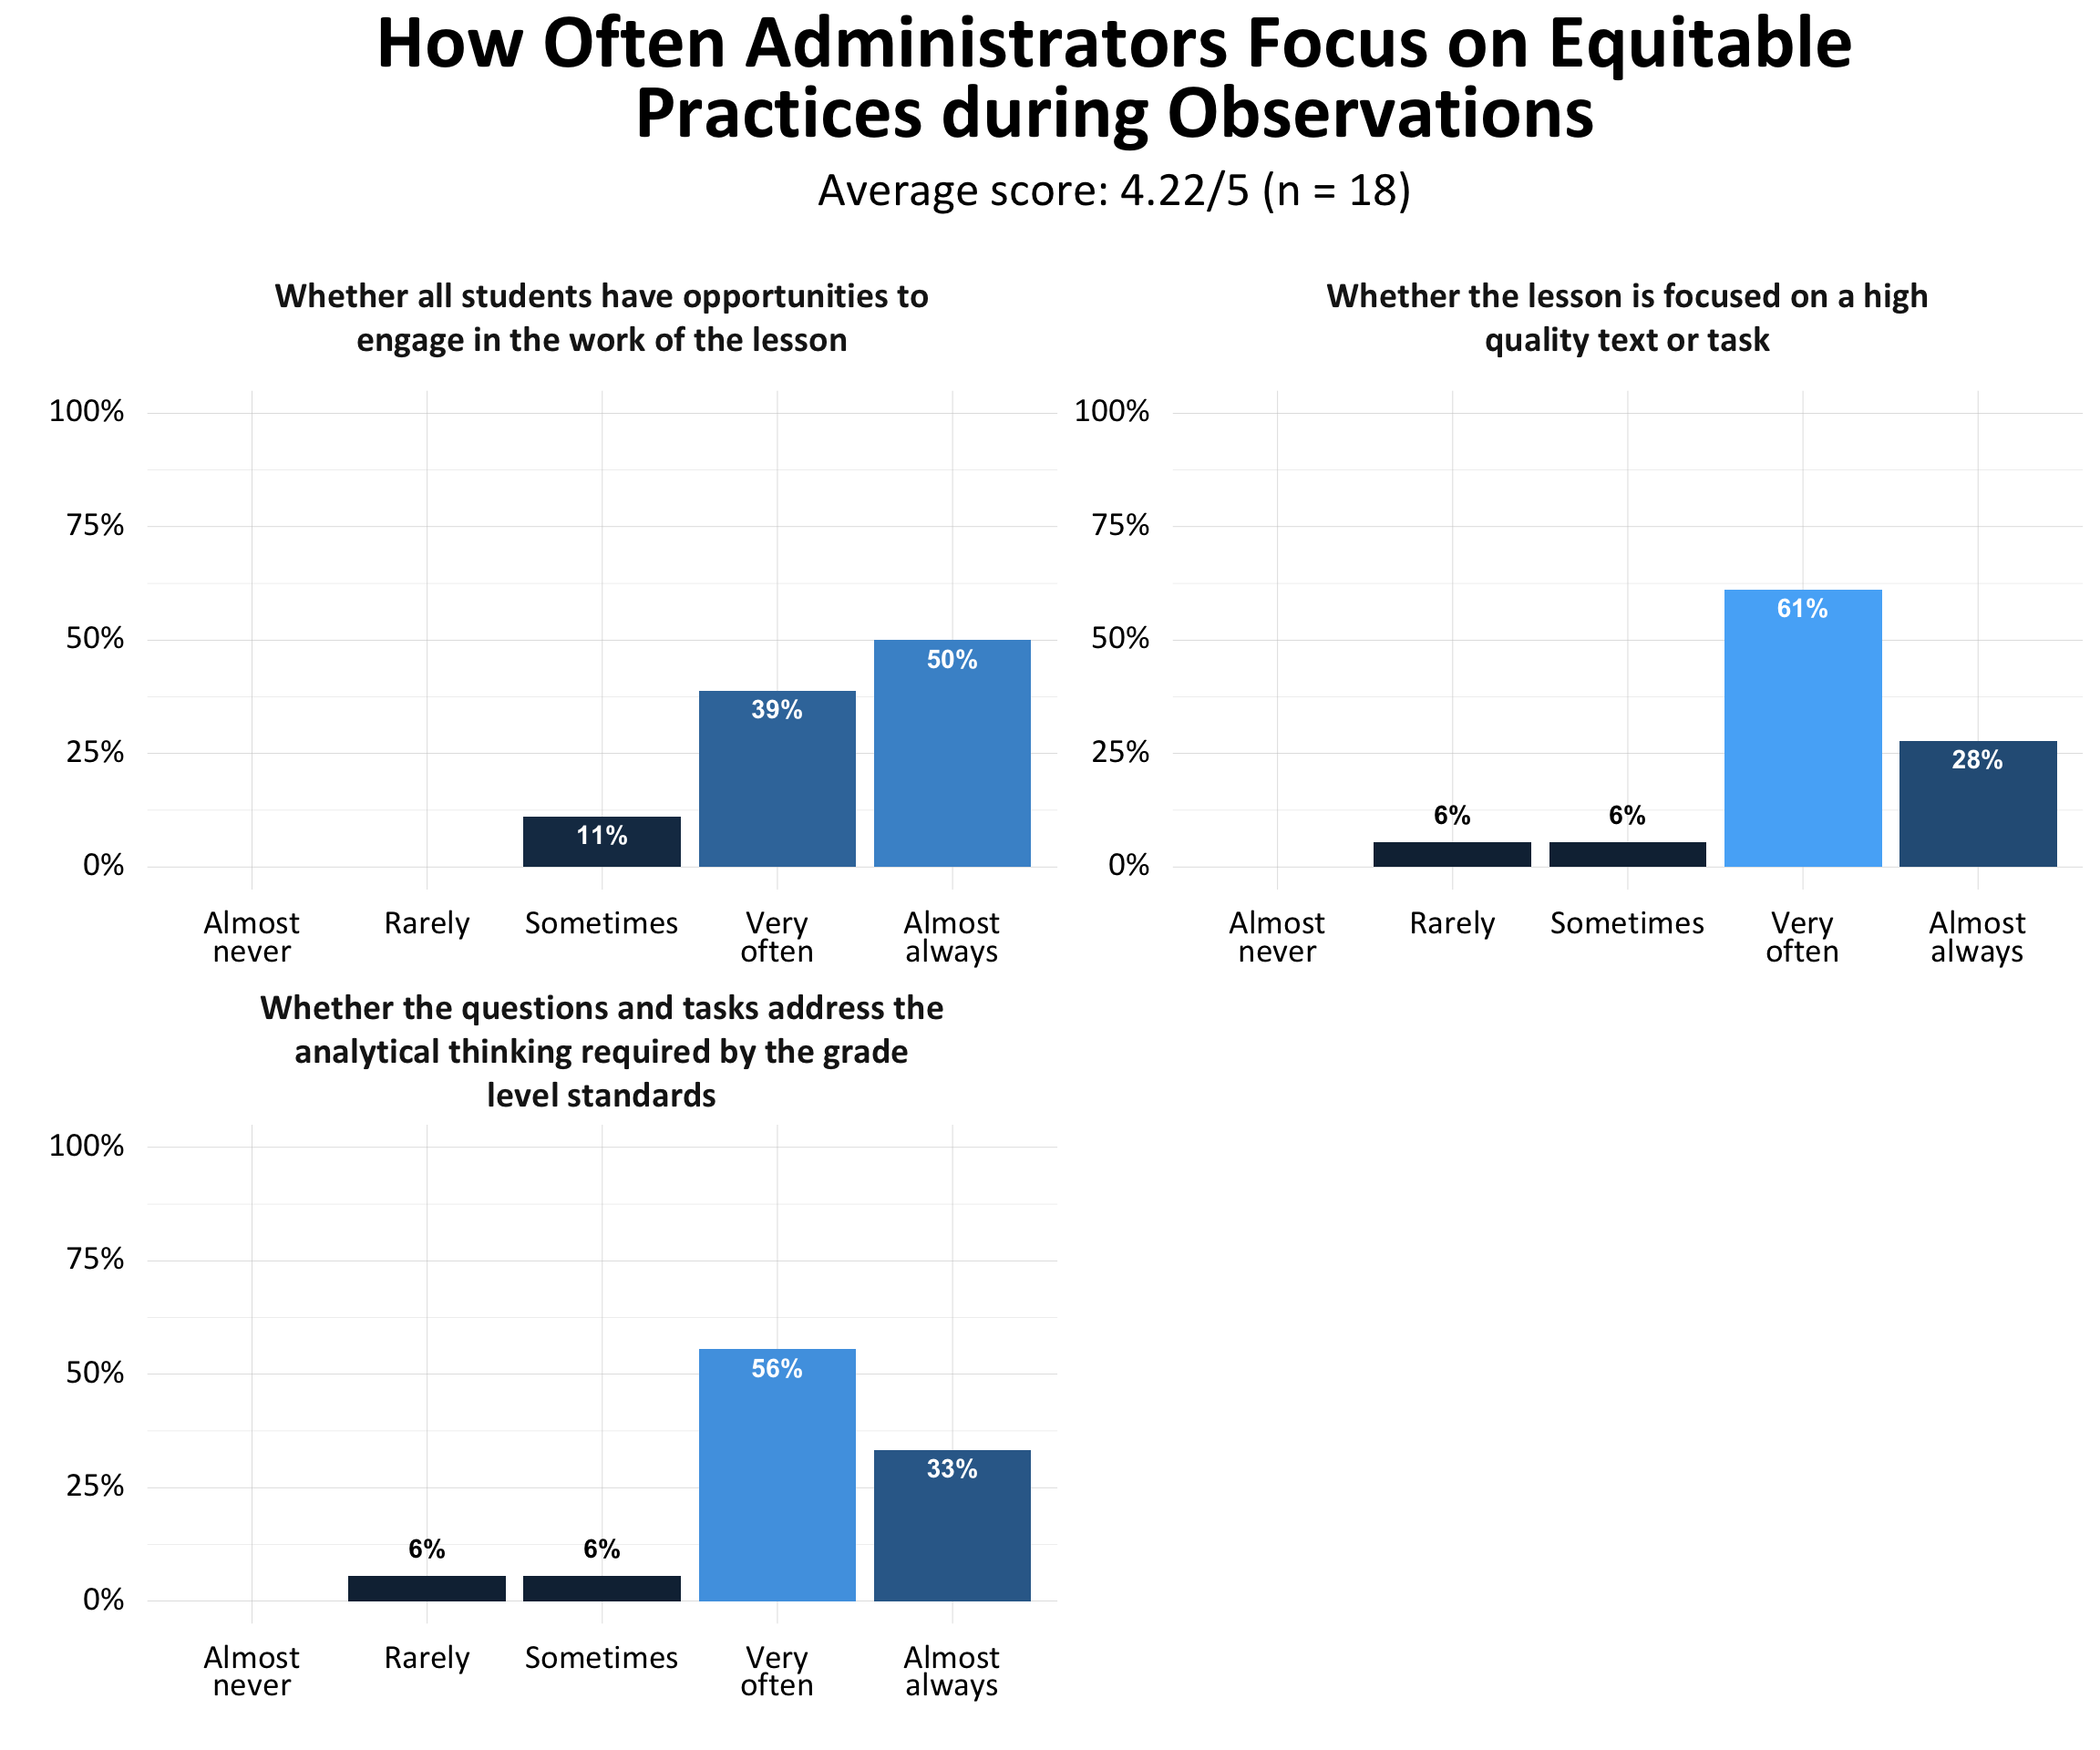 How Often Administrators Focus on Equitable
Practices during Observations
Average score: 4.22/5 (n = 18)
Whether all students have opportunities to
engage in the work of the lesson
100%
75%
50%
25%
0%
11%
39%
50%
Almost
never
Rarely
Sometimes
Very
often
Almost
always
Whether the lesson is focused on a high
quality text or task
100%
75%
50%
25%
0%
6%
6%
61%
28%
Almost
never
Rarely
Sometimes
Very
often
Almost
always
Whether the questions and tasks address the
analytical thinking required by the grade
level standards
100%
75%
50%
25%
0%
6%
6%
56%
33%
Almost
never
Rarely
Sometimes
Very
often
Almost
always